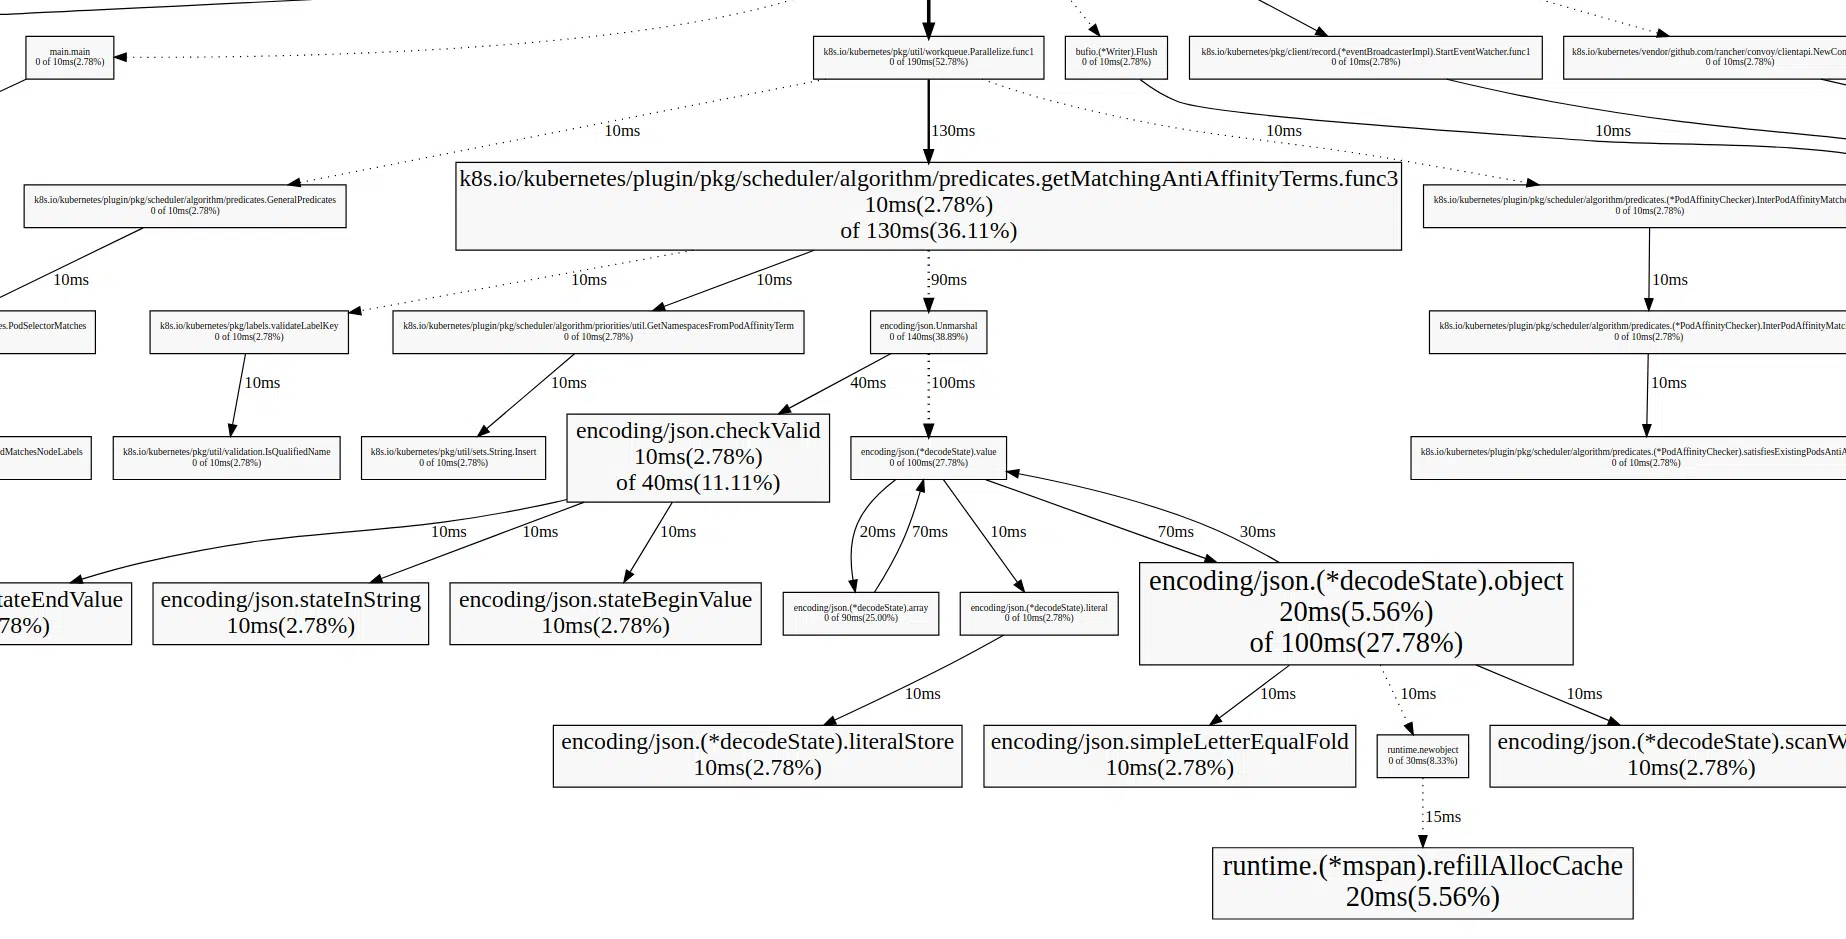 main.main
0 of 10ms(2.78%)
k8s.io/kubernetes/pkg/util/workqueue.Parallelize.func1
0 of 190ms(52.78%)
bufio.(*Writer).Flush
0 of 10ms(2.78%)
k8s.io/kubernetes/pkg/client/record.(*eventBroadcasterImpl).StartEventWatcher.func1
0 of 10ms(2.78%)
k8s.io/kubernetes/vendor/github.com/rancher/convoy/clientapi.NewCon
0 of 10ms(2.78%)
10ms
130ms
10ms
10ms
k8s.io/kubernetes/plugin/pkg/scheduler/algorithm/predicates.GeneralPredicates
0 of 10ms(2.78%)
k8s.io/kubernetes/plugin/pkg/scheduler/algorithm/predicates.getMatchingAntiAffinityTerms.func3
10ms(2.78%)
of 130ms(36.11%)
k8s.io/kubernetes/plugin/pkg/scheduler/algorithm/predicates.(*PodAffinityChecker).InterPodAffinityMatche
0 of 10ms(2.78%)
10ms
10ms
10ms
90ms
10ms
es.PodSelectorMatches
k8s.io/kubernetes/pkg/labels.validateLabelKey
0 of 10ms(2.78%)
k8s.io/kubernetes/plugin/pkg/scheduler/algorithm/priorities/util.GetNamespacesFromPodAffinityTerm
0 of 10ms(2.78%)
encoding/json.Unmarshal
0 of 140ms(38.89%)
k8s.io/kubernetes/plugin/pkg/scheduler/algorithm/predicates.(*PodAffinityChecker).InterPodAffinityMatc
0 of 10ms(2.78%)
10ms
10ms
40ms
100ms
10ms
dMatchesNodeLabels
k8s.io/kubernetes/pkg/util/validation.IsQualifiedName
0 of 10ms(2.78%)
k8s.io/kubernetes/pkg/util/sets.String.Insert
0 of 10ms(2.78%)
encoding/json.checkValid
10ms(2.78%)
of 40ms(11.11%)
encoding/json.(*decodeState).value
0 of 100ms(27.78%)
k8s.io/kubernetes/plugin/pkg/scheduler/algorithm/predicates.(*PodAffinityChecker).satisfiesExistingPodsAntiA
0 of 10ms(2.78%)
10ms
10ms
10ms
20ms
70ms
10ms
70ms
30ms
tateEndValue
78%)
encoding/json.stateInString
10ms(2.78%)
encoding/json.stateBeginValue
10ms(2.78%)
encoding/json.(*decodeState).array
0 of 90ms(25.00%)
encoding/json.(*decodeState).literal
0 of 10ms(2.78%)
encoding/json.(*decodeState).object
20ms(5.56%)
of 100ms(27.78%)
10ms
10ms
10ms
10ms
encoding/json.(*decodeState).literalStore
10ms(2.78%)
encoding/json.simpleLetterEqualFold
10ms(2.78%)
runtime.newobject
0 of 30ms(8.33%)
encoding/json.(*decodeState).scanW
10ms(2.78%)
15ms
runtime.(*mspan).refillAllocCache
20ms(5.56%)